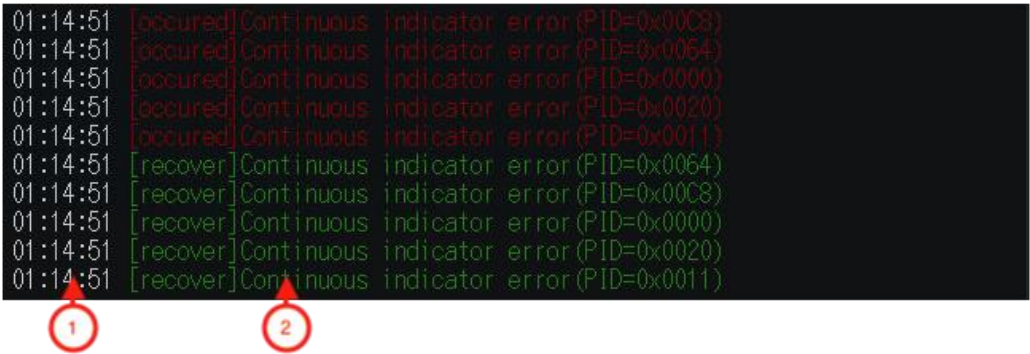 01:14:51 [occured]Continuous indicator error(PID=0x00C8)
01:14:51 [occured]Continuous indicator error(PID=0x0064)
01:14:51 [occured]Continuous indicator error(PID=0x0000)
01:14:51 [occured]Continuous indicator error(PID=0x0020)
01:14:51 [occured]Continuous indicator error(PID=0x0011)
01:14:51 [recover]Continuous indicator error(PID=0x0064)
01:14:51 [recover]Continuous indicator error(PID=0x00C8)
01:14:51 [recover]Continuous indicator error(PID=0x0000)
01:14:51 [recover]Continuous indicator error(PID=0x0020)
01:14:51 [recover]Continuous indicator error(PID=0x0011)
1 2